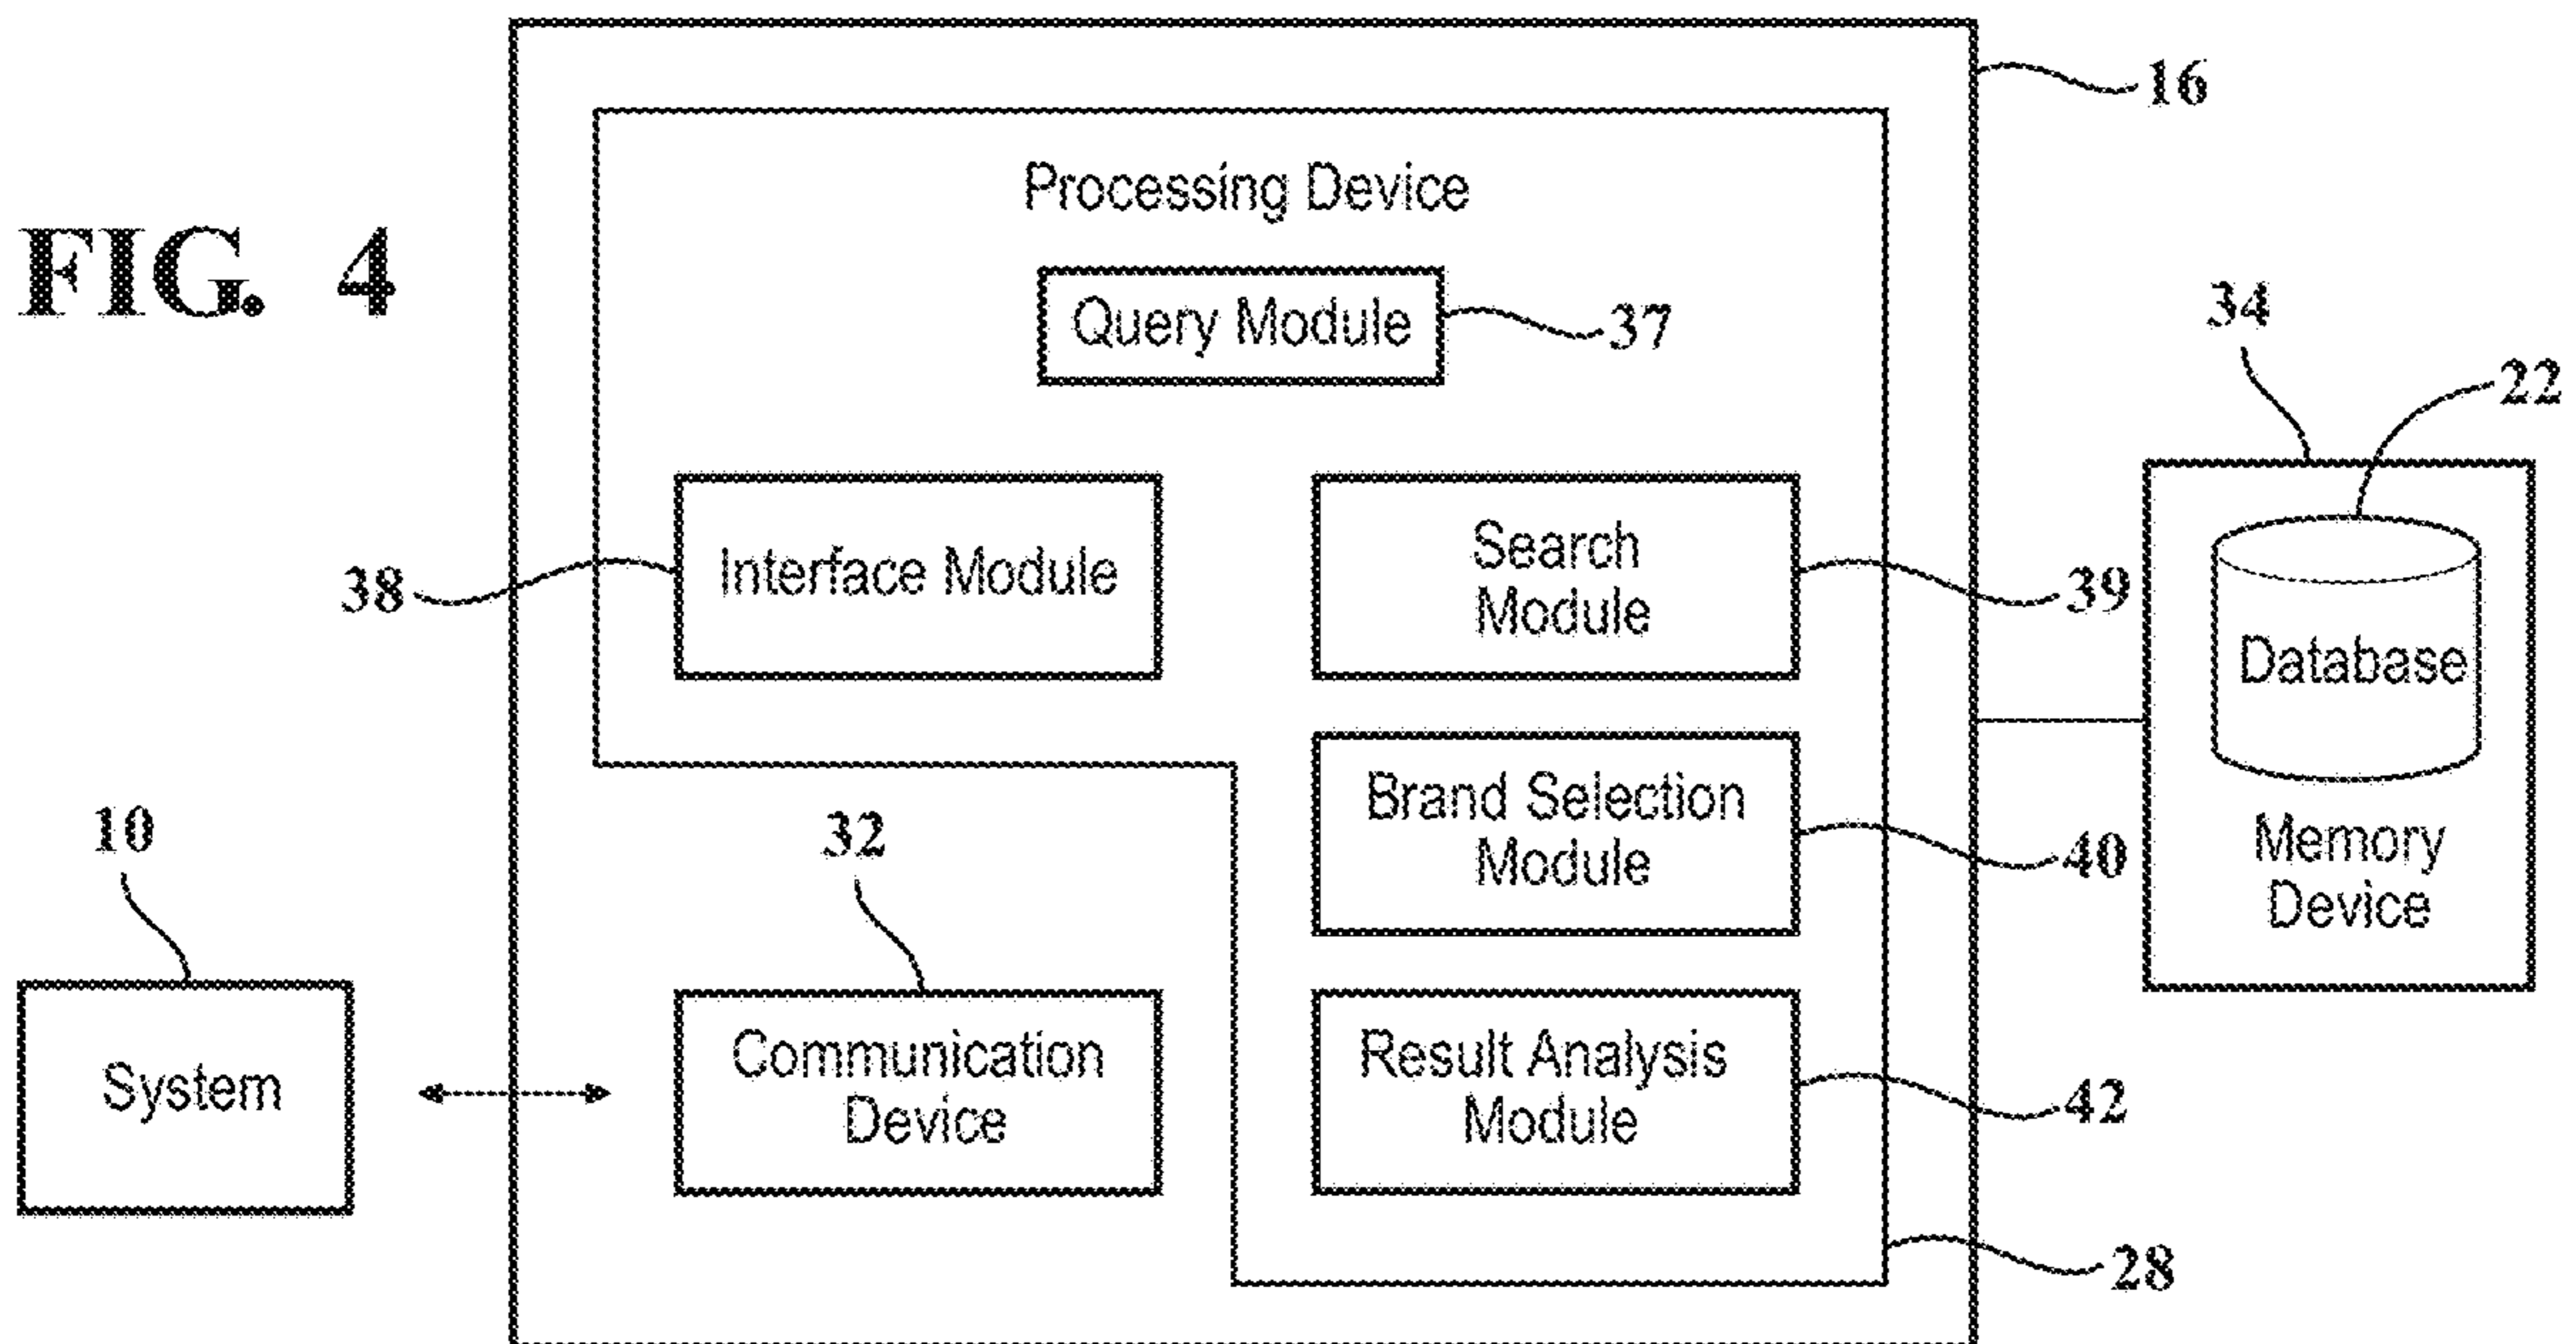 FIG. 4
16
Processing Device
Query Module
37
34
22
38
Interface Module
Search
Module
39
Database
Brand Selection
Module
40
Memory
Device
10
32
System
Communication
Device
Result Analysis
Module
42
28